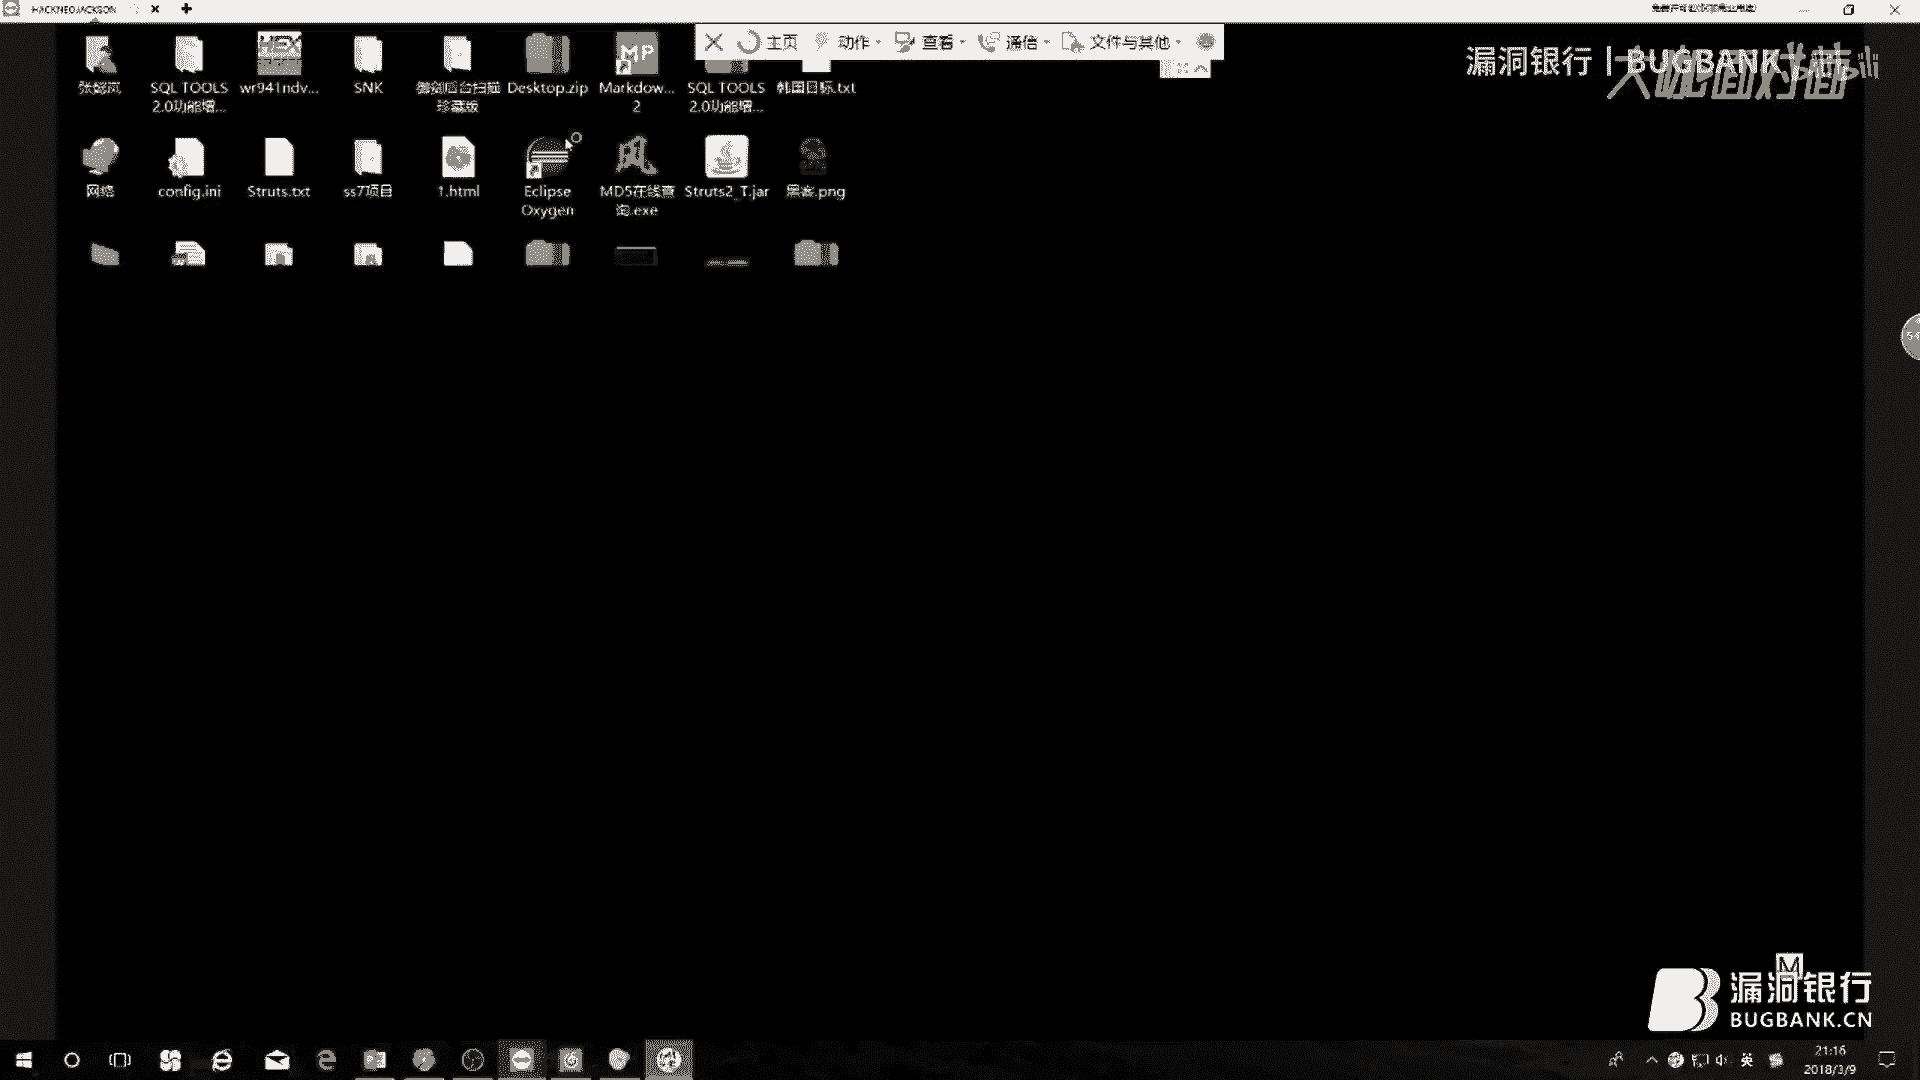 HACKNEOJACKSON
主页 动作 查看 通信 文件与其他
漏洞银行 | BUGBANK
大咖面对面
张懿岚
SQL TOOLS 2.0功能增...
wr941ndv...
SNK
御剑后台扫描珍藏版
Desktop.zip
Markdow... 2
SQL TOOLS 2.0功能增...
韩国目标.txt
网络
config.ini
Struts.txt
ss7项目
1.html
Eclipse Oxygen
MD5在线查询.exe
Struts2_T.jar
黑客.png
M
漏洞银行
BUGBANK.CN
英
21:16
2018/3/9